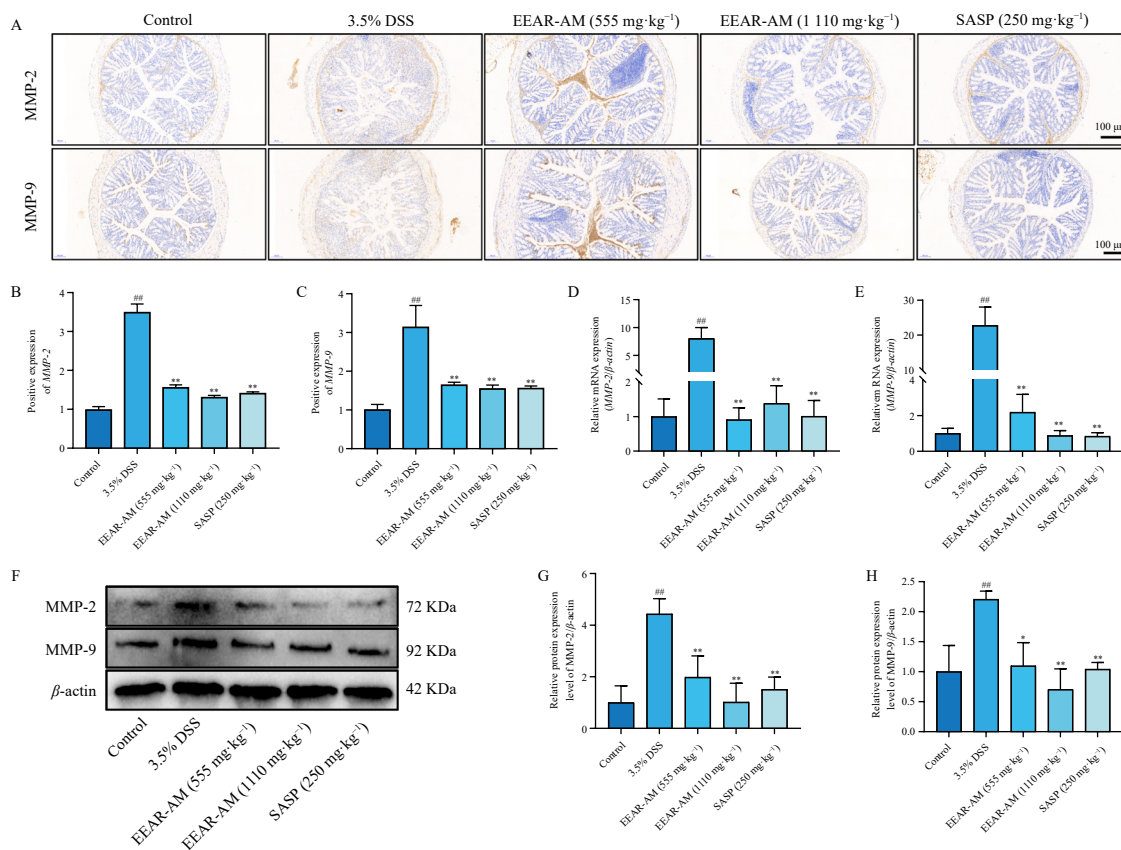 A
Control
3.5% DSS
EEAR-AM (555 mg·kg⁻¹)
EEAR-AM (1 110 mg·kg⁻¹)
SASP (250 mg·kg⁻¹)
MMP-2
100 μm
MMP-9
100 μm
B
Positive expression
of MMP-2
4
3
2
1
0
##
**
**
**
Control
3.5% DSS
EEAR-AM (555 mg·kg⁻¹)
EEAR-AM (1110 mg·kg⁻¹)
SASP (250 mg·kg⁻¹)
C
Positive expression
of MMP-9
4
3
2
1
0
##
**
**
**
Control
3.5% DSS
EEAR-AM (555 mg·kg⁻¹)
EEAR-AM (1110 mg·kg⁻¹)
SASP (250 mg·kg⁻¹)
D
Relative mRNA expression
(MMP-2/β-actin)
15
10
5
2
1
0
##
**
**
**
Control
3.5% DSS
EEAR-AM (555 mg·kg⁻¹)
EEAR-AM (1110 mg·kg⁻¹)
SASP (250 mg·kg⁻¹)
E
Relativem RNA expression
(MMP-9/β-actin)
30
20
10
4
2
0
##
**
**
**
Control
3.5% DSS
EEAR-AM (555 mg·kg⁻¹)
EEAR-AM (1110 mg·kg⁻¹)
SASP (250 mg·kg⁻¹)
F
MMP-2
72 KDa
MMP-9
92 KDa
β-actin
42 KDa
Control
3.5% DSS
EEAR-AM (555 mg·kg⁻¹)
EEAR-AM (1110 mg·kg⁻¹)
SASP (250 mg·kg⁻¹)
G
Relative protein expression
level of MMP-2/β-actin
6
4
2
0
##
**
**
**
Control
3.5% DSS
EEAR-AM (555 mg·kg⁻¹)
EEAR-AM (1110 mg·kg⁻¹)
SASP (250 mg·kg⁻¹)
H
Relative protein expression
level of MMP-9/β-actin
2.5
2.0
1.5
1.0
0.5
0.0
##
*
**
**
Control
3.5% DSS
EEAR-AM (555 mg·kg⁻¹)
EEAR-AM (1110 mg·kg⁻¹)
SASP (250 mg·kg⁻¹)